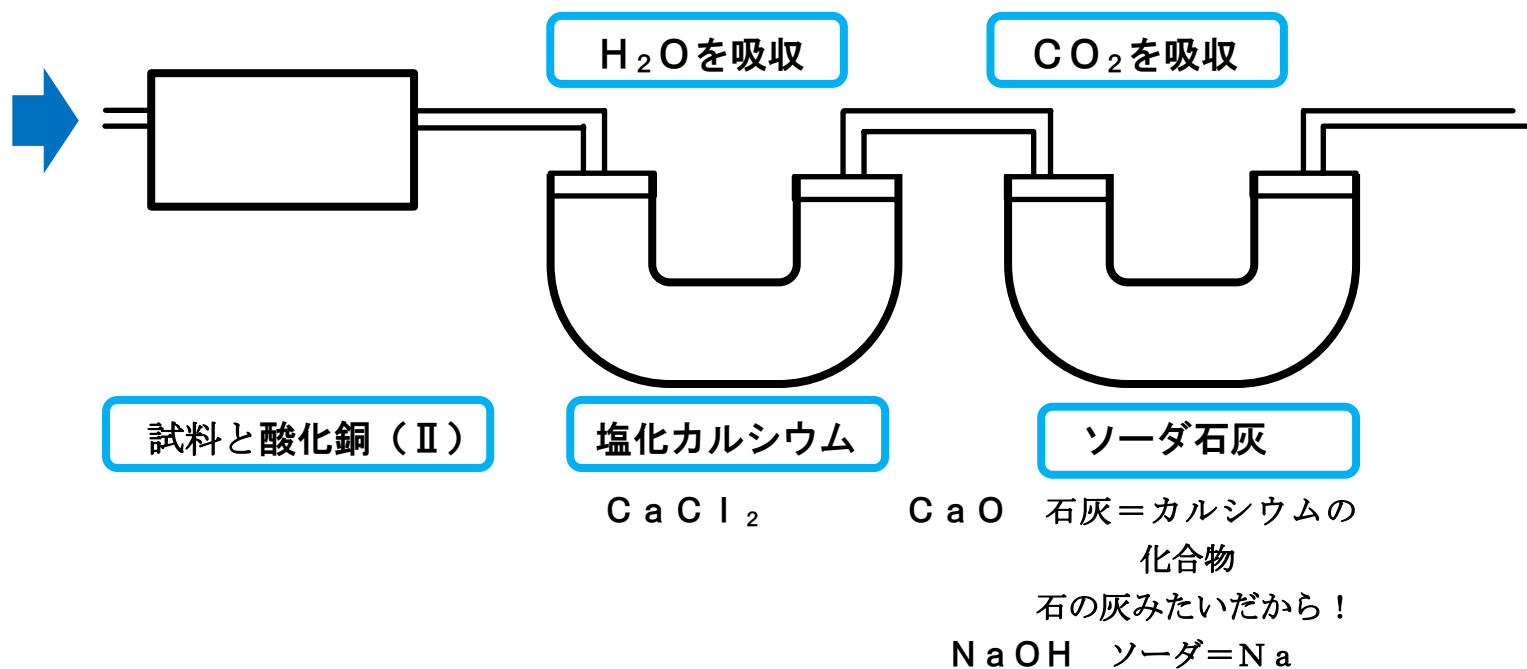 H₂Oを吸収
CO₂を吸収
試料と酸化銅（Ⅱ）
塩化カルシウム
ソーダ石灰
CaCl₂
CaO 石灰＝カルシウムの
化合物
石の灰みたいだから！
NaOH ソーダ＝Na